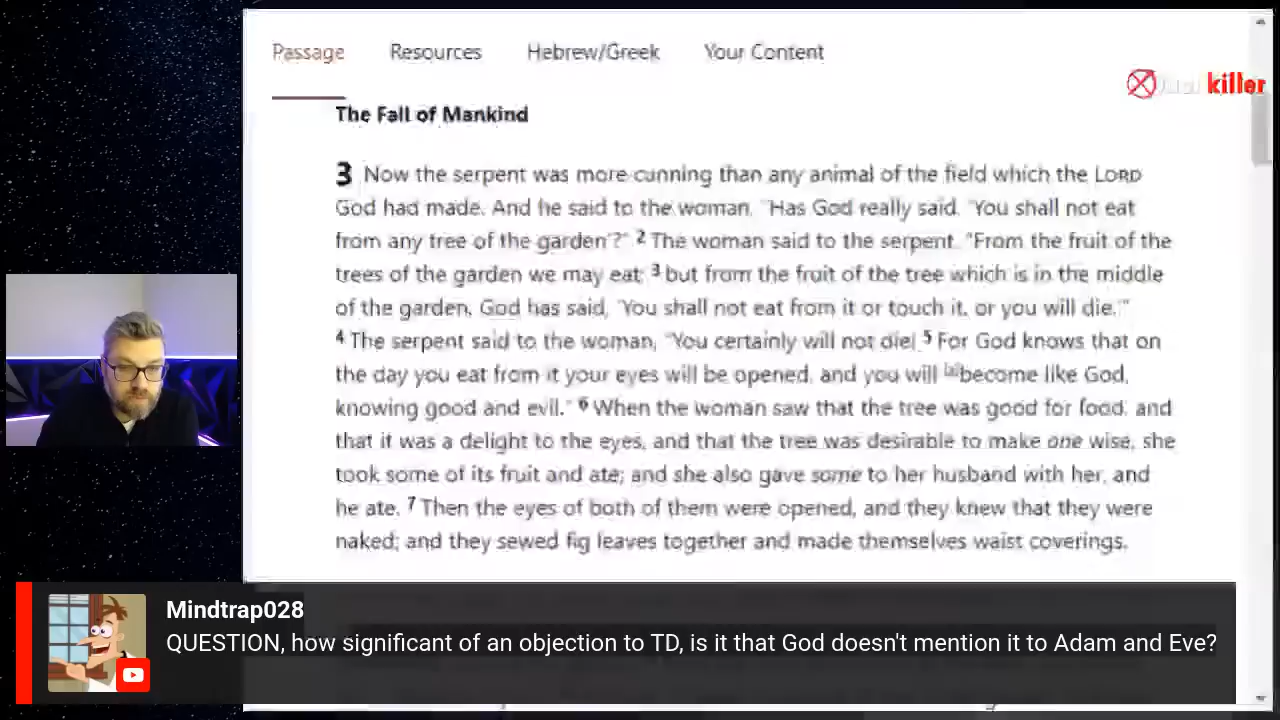 Passage Resources Hebrew/Greek Your Content
killer
The Fall of Mankind
3 Now the serpent was more cunning than any animal of the field which the LORD
God had made. And he said to the woman, "Has God really said, 'You shall not eat
from any tree of the garden'?" 2 The woman said to the serpent, "From the fruit of the
trees of the garden we may eat; 3 but from the fruit of the tree which is in the middle
of the garden, God has said, 'You shall not eat from it or touch it, or you will die.'"
4 The serpent said to the woman, "You certainly will not die! 5 For God knows that on
the day you eat from it your eyes will be opened, and you will [a]become like God,
knowing good and evil." 6 When the woman saw that the tree was good for food, and
that it was a delight to the eyes, and that the tree was desirable to make one wise, she
took some of its fruit and ate; and she also gave some to her husband with her, and
he ate. 7 Then the eyes of both of them were opened, and they knew that they were
naked; and they sewed fig leaves together and made themselves waist coverings.
Mindtrap028
QUESTION, how significant of an objection to TD, is it that God doesn't mention it to Adam and Eve?